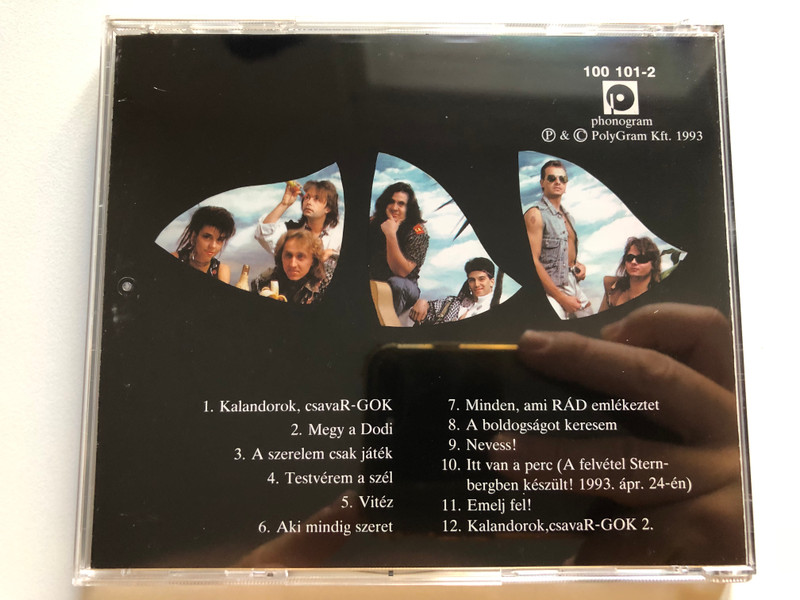 100 101-2
phonogram
Ⓟ & Ⓒ PolyGram Kft. 1993
1. Kalandorok, csavaR-GOK
2. Megy a Dodi
3. A szerelem csak játék
4. Testvérem a szél
5. Vitéz
6. Aki mindig szeret
7. Minden, ami RÁD emlékeztet
8. A boldogságot keresem
9. Nevess!
10. Itt van a perc (A felvétel Stern-
bergben készült! 1993. ápr. 24-én)
11. Emelj fel!
12. Kalandorok,csavaR-GOK 2.